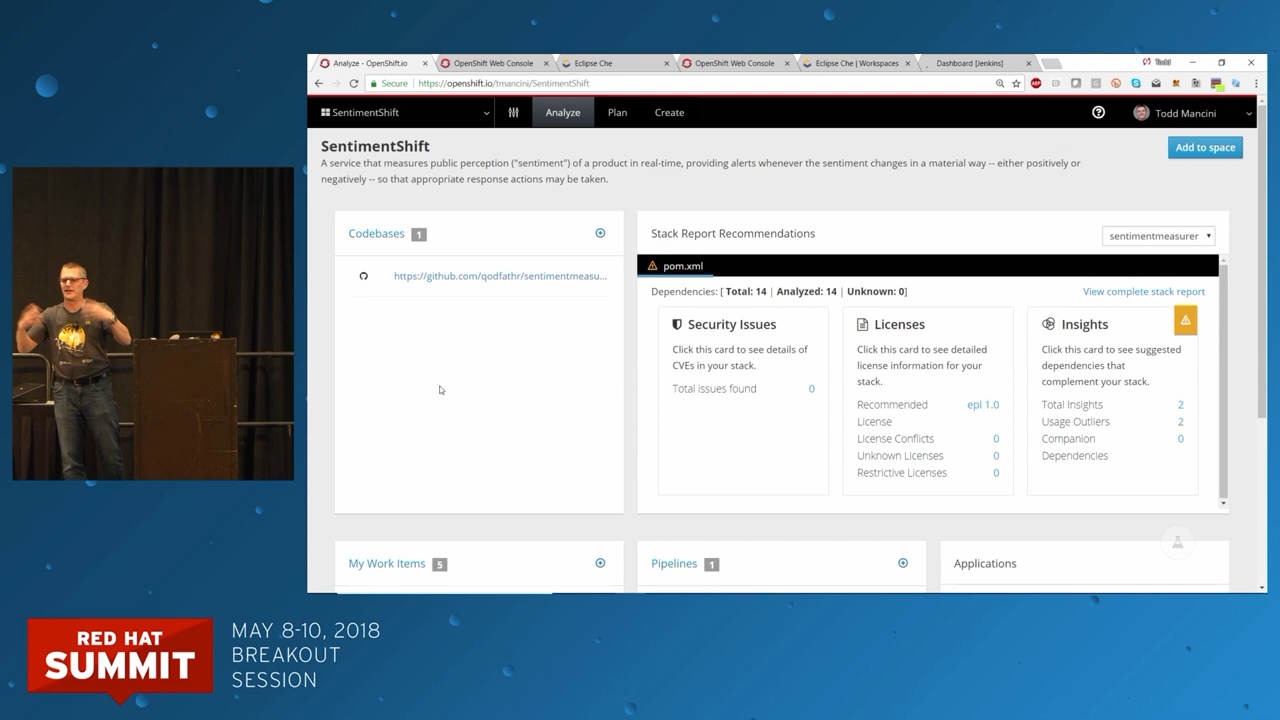 Analyze - OpenShift.io
OpenShift Web Console
Eclipse Che
OpenShift Web Console
Eclipse Che | Workspaces
Dashboard [Jenkins]
Todd
Secure
https://openshift.io/tmancini/SentimentShift
SentimentShift
Analyze
Plan
Create
Todd Mancini
SentimentShift
Add to space
A service that measures public perception ("sentiment") of a product in real-time, providing alerts whenever the sentiment changes in a material way -- either positively or
negatively -- so that appropriate response actions may be taken.
Codebases 1
https://github.com/qodfathr/sentimentmeasu...
Stack Report Recommendations
sentimentmeasurer
pom.xml
Dependencies: [ Total: 14 | Analyzed: 14 | Unknown: 0]
View complete stack report
Security Issues
Click this card to see details of
CVEs in your stack.
Total issues found 0
Licenses
Click this card to see detailed
license information for your
stack.
Recommended epl 1.0
License
License Conflicts 0
Unknown Licenses 0
Restrictive Licenses 0
Insights
Click this card to see suggested
dependencies that
complement your stack.
Total Insights 2
Usage Outliers 2
Companion 0
Dependencies
My Work Items 5
Pipelines 1
Applications
RED HAT
SUMMIT
MAY 8-10, 2018
BREAKOUT
SESSION